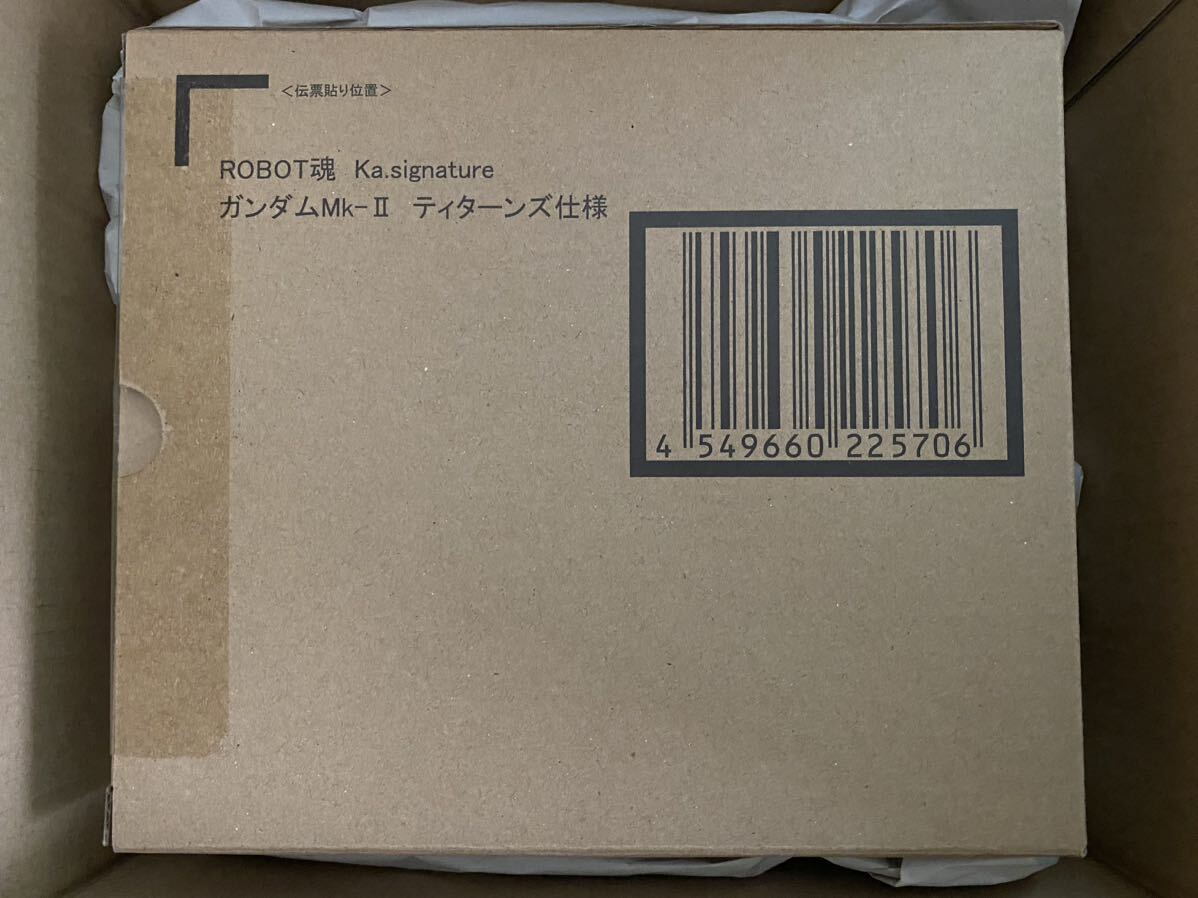 ＜伝票貼り位置＞
ROBOT魂　Ka.signature
ガンダムMk-Ⅱ　ティターンズ仕様
4 549660 225706